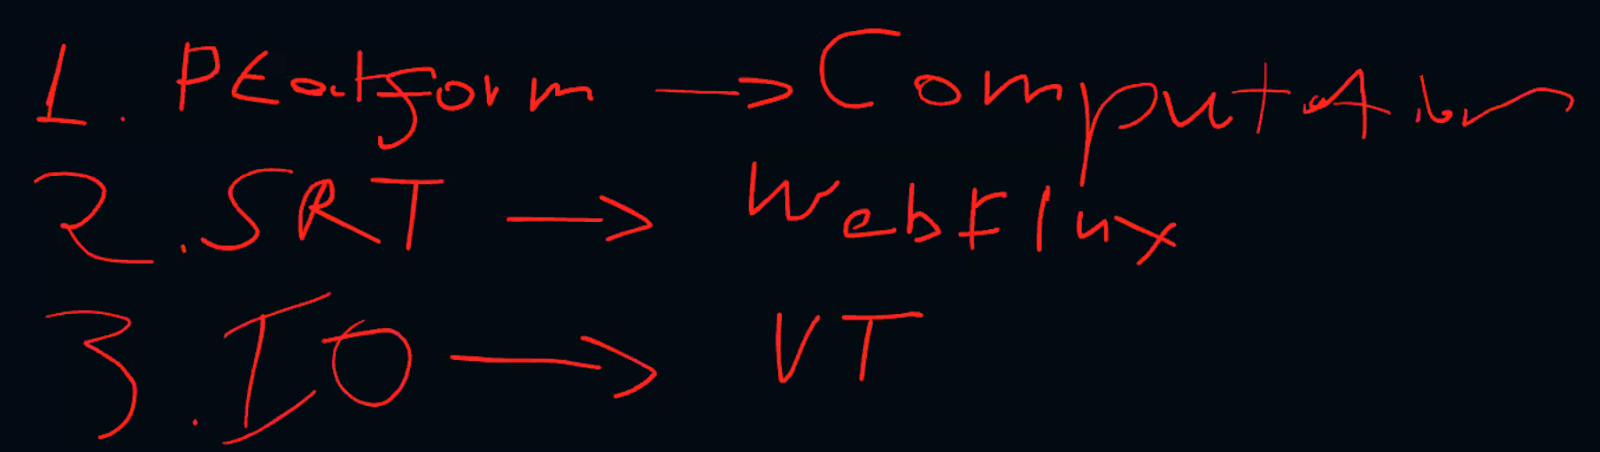 1. Platform → Computation
2. SRT → WebFlux
3. IO → VT